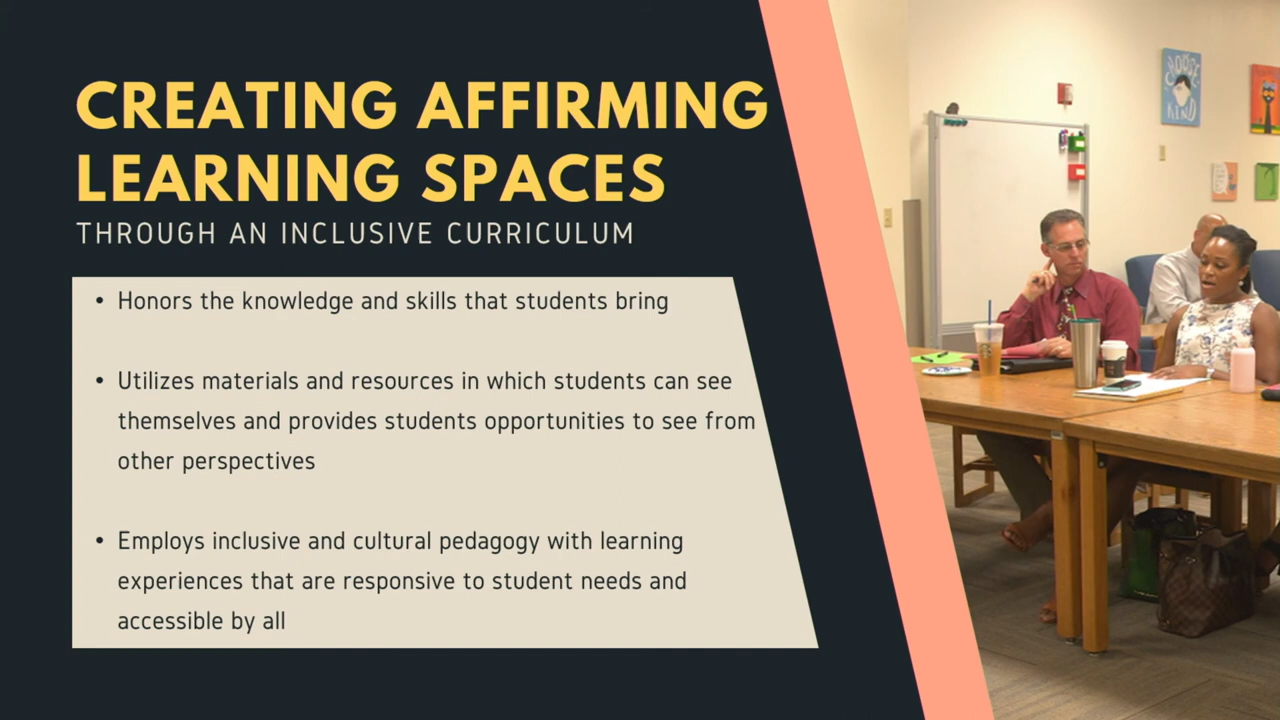 CREATING AFFIRMING
LEARNING SPACES
THROUGH AN INCLUSIVE CURRICULUM
• Honors the knowledge and skills that students bring
• Utilizes materials and resources in which students can see
themselves and provides students opportunities to see from
other perspectives
• Employs inclusive and cultural pedagogy with learning
experiences that are responsive to student needs and
accessible by all
CHOOSE
KIND